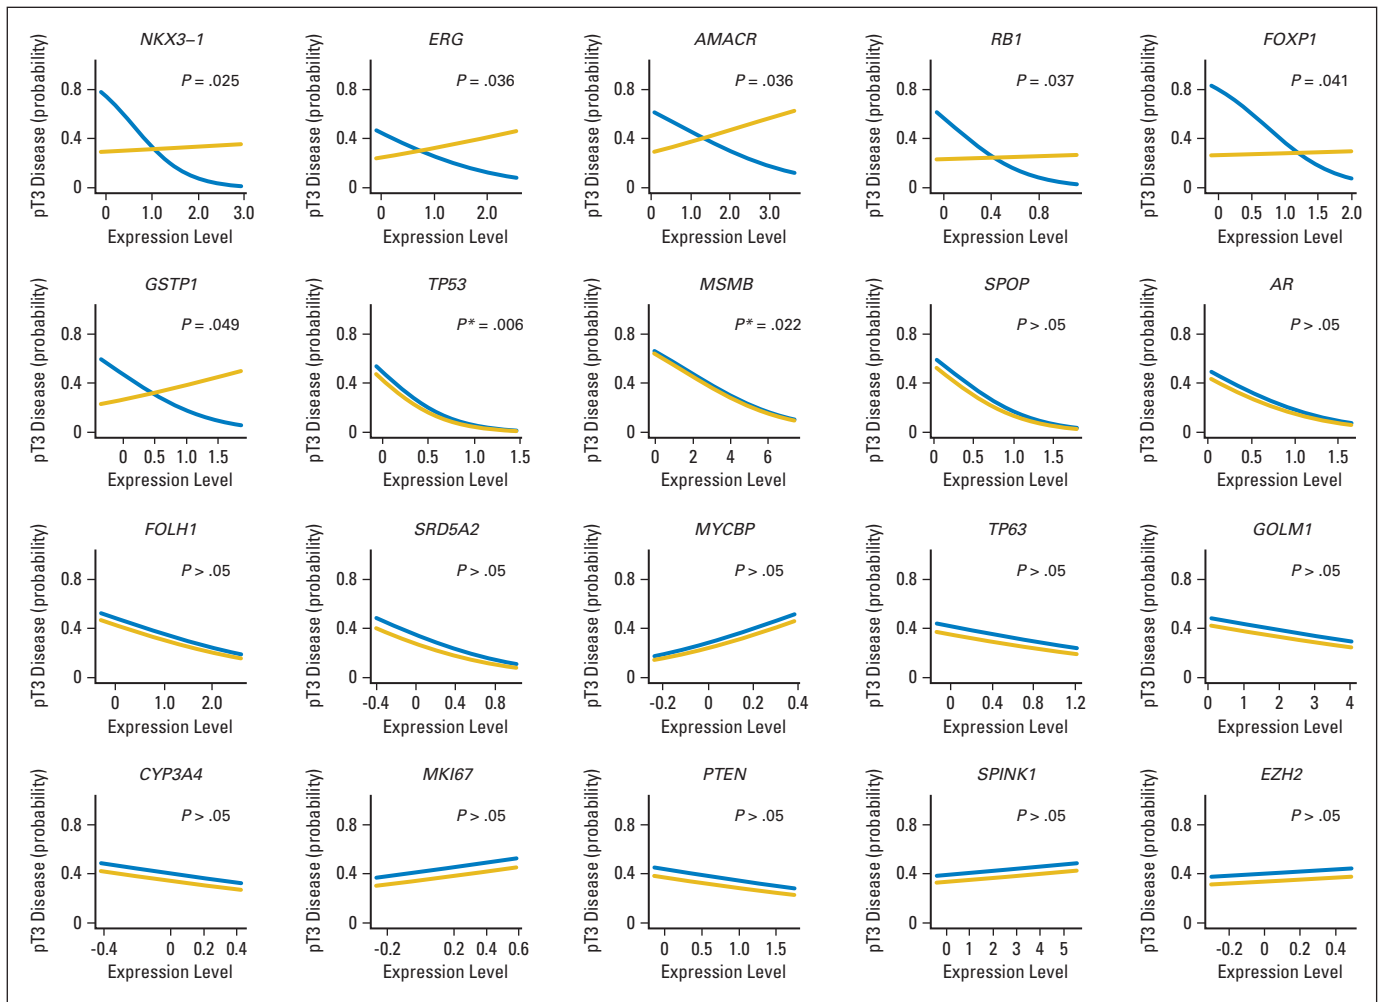 NKX3–1
pT3 Disease (probability)
P = .025
0.8
0.4
0
0 1.0 2.0 3.0
Expression Level
ERG
pT3 Disease (probability)
P = .036
0.8
0.4
0
0 1.0 2.0
Expression Level
AMACR
pT3 Disease (probability)
P = .036
0.8
0.4
0
0 1.0 2.0 3.0
Expression Level
RB1
pT3 Disease (probability)
P = .037
0.8
0.4
0
0 0.4 0.8
Expression Level
FOXP1
pT3 Disease (probability)
P = .041
0.8
0.4
0
0 0.5 1.0 1.5 2.0
Expression Level
GSTP1
pT3 Disease (probability)
P = .049
0.8
0.4
0
0 0.5 1.0 1.5
Expression Level
TP53
pT3 Disease (probability)
P* = .006
0.8
0.4
0
0 0.5 1.0 1.5
Expression Level
MSMB
pT3 Disease (probability)
P* = .022
0.8
0.4
0
0 2 4 6
Expression Level
SPOP
pT3 Disease (probability)
P > .05
0.8
0.4
0
0 0.5 1.0 1.5
Expression Level
AR
pT3 Disease (probability)
P > .05
0.8
0.4
0
0 0.5 1.0 1.5
Expression Level
FOLH1
pT3 Disease (probability)
P > .05
0.8
0.4
0
0 1.0 2.0
Expression Level
SRD5A2
pT3 Disease (probability)
P > .05
0.8
0.4
0
-0.4 0 0.4 0.8
Expression Level
MYCBP
pT3 Disease (probability)
P > .05
0.8
0.4
0
-0.2 0 0.2 0.4
Expression Level
TP63
pT3 Disease (probability)
P > .05
0.8
0.4
0
0 0.4 0.8 1.2
Expression Level
GOLM1
pT3 Disease (probability)
P > .05
0.8
0.4
0
0 1 2 3 4
Expression Level
CYP3A4
pT3 Disease (probability)
P > .05
0.8
0.4
0
-0.4 0 0.2 0.4
Expression Level
MKI67
pT3 Disease (probability)
P > .05
0.8
0.4
0
-0.2 0.2 0.4 0.6
Expression Level
PTEN
pT3 Disease (probability)
P > .05
0.8
0.4
0
0 0.5 1.0 1.5
Expression Level
SPINK1
pT3 Disease (probability)
P > .05
0.8
0.4
0
0 1 2 3 4 5
Expression Level
EZH2
pT3 Disease (probability)
P > .05
0.8
0.4
0
-0.2 0 0.2 0.4
Expression Level